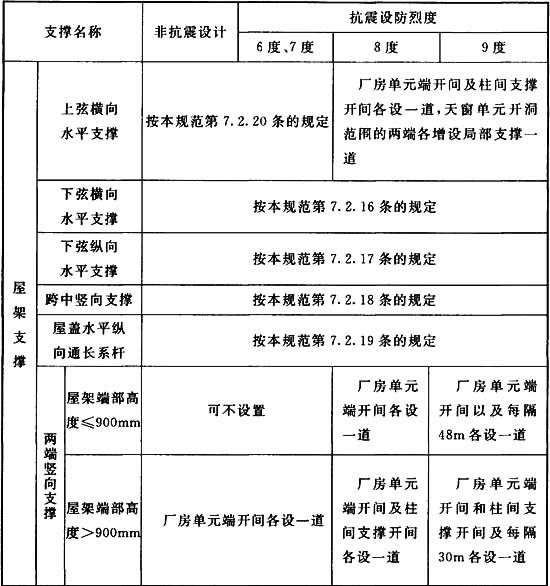 支撑名称
非抗震设计
抗震设防烈度
6度、7度
8度
9度
屋架支撑
上弦横向
水平支撑
按本规范第7.2.20条的规定
厂房单元端开间及柱间支撑
开间各设一道，天窗单元开洞
范围的两端各增设局部支撑一
道
下弦横向
水平支撑
按本规范第7.2.16条的规定
下弦纵向
水平支撑
按本规范第7.2.17条的规定
跨中竖向支撑
按本规范第7.2.18条的规定
屋盖水平纵
向通长系杆
按本规范第7.2.19条的规定
两端竖向支撑
屋架端部高
度≤900mm
可不设置
厂房单元
端开间各设
一道
厂房单元端
开间以及每隔
48m各设一道
屋架端部高
度>900mm
厂房单元端开间各设一道
厂房单元
端开间及柱
间支撑开间
各设一道
厂房单元端
开间和柱间支
撑开间及每隔
30m各设一道